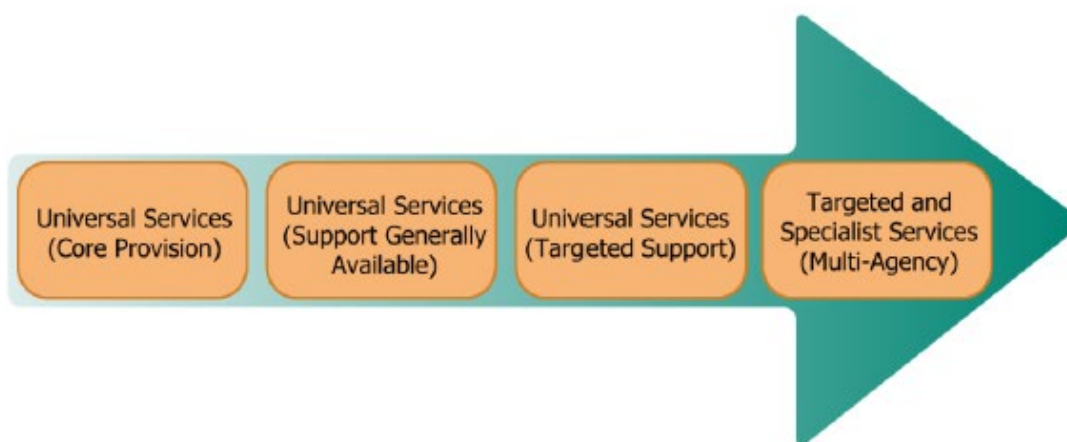 Universal Services
(Core Provision)
Universal Services
(Support Generally
Available)
Universal Services
(Targeted Support)
Targeted and
Specialist Services
(Multi-Agency)